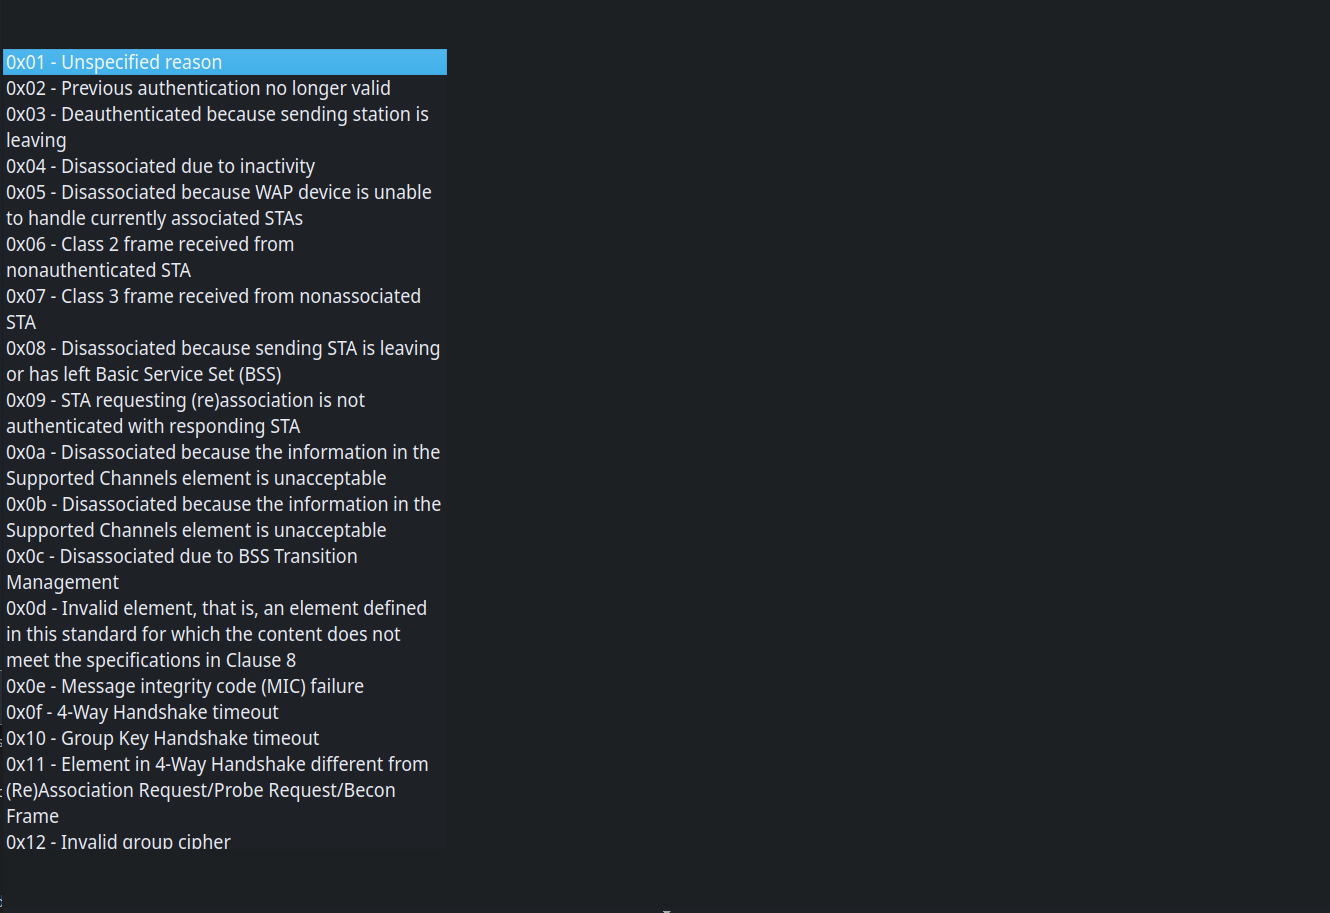 0x01 - Unspecified reason
0x02 - Previous authentication no longer valid
0x03 - Deauthenticated because sending station is
leaving
0x04 - Disassociated due to inactivity
0x05 - Disassociated because WAP device is unable
to handle currently associated STAs
0x06 - Class 2 frame received from
nonauthenticated STA
0x07 - Class 3 frame received from nonassociated
STA
0x08 - Disassociated because sending STA is leaving
or has left Basic Service Set (BSS)
0x09 - STA requesting (re)association is not
authenticated with responding STA
0x0a - Disassociated because the information in the
Supported Channels element is unacceptable
0x0b - Disassociated because the information in the
Supported Channels element is unacceptable
0x0c - Disassociated due to BSS Transition
Management
0x0d - Invalid element, that is, an element defined
in this standard for which the content does not
meet the specifications in Clause 8
0x0e - Message integrity code (MIC) failure
0x0f - 4-Way Handshake timeout
0x10 - Group Key Handshake timeout
0x11 - Element in 4-Way Handshake different from
(Re)Association Request/Probe Request/Becon
Frame
0x12 - Invalid group cipher